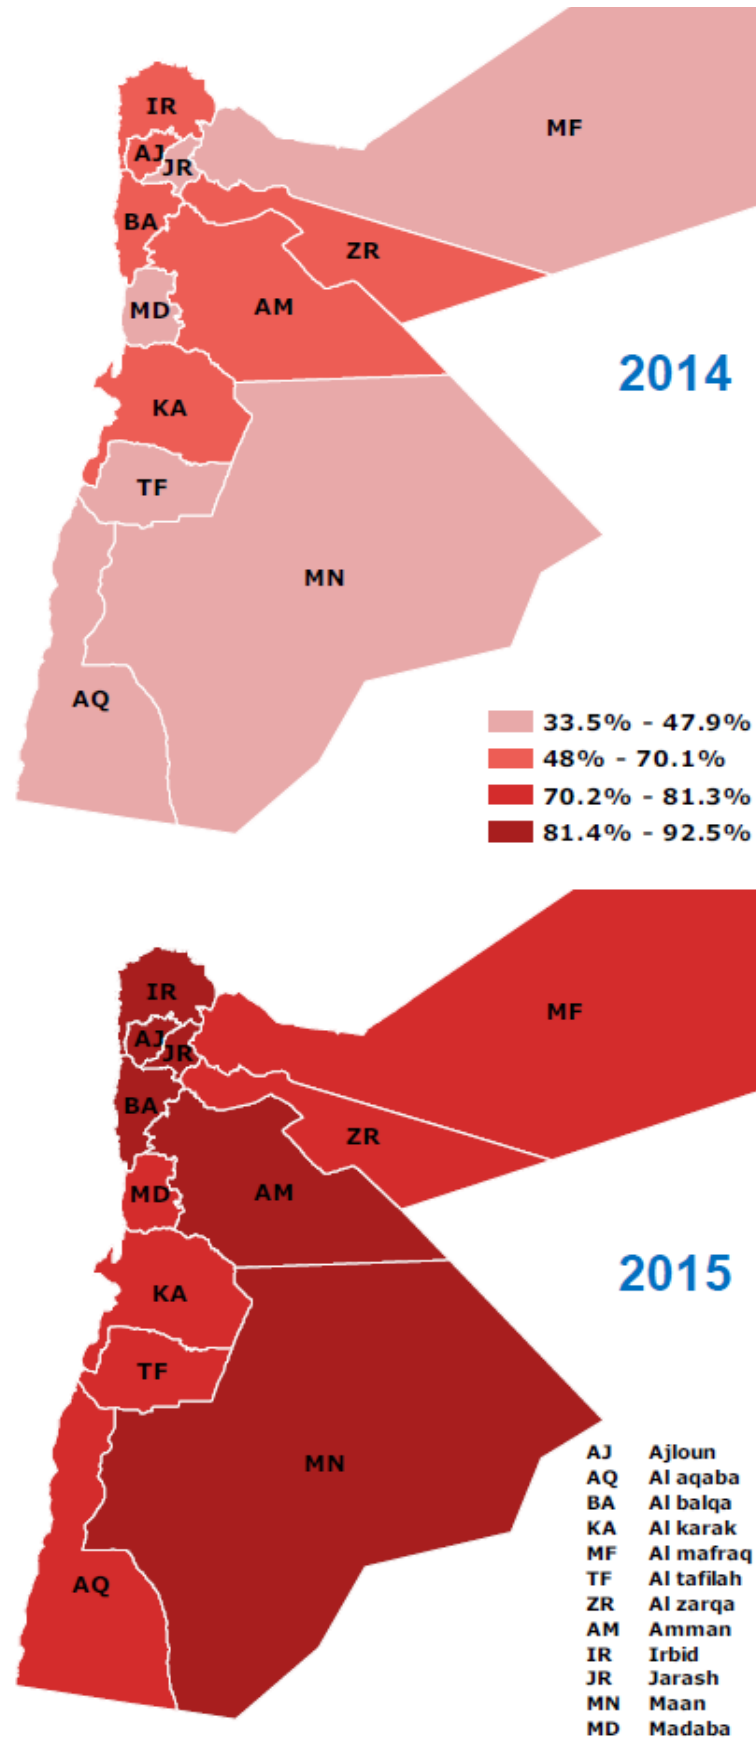 IR
MF
AJ
JR
BA
ZR
AM
MD
2014
KA
TF
MN
AQ
33.5% - 47.9%
48% - 70.1%
70.2% - 81.3%
81.4% - 92.5%
IR
MF
AJ
JR
BA
ZR
AM
MD
2015
KA
TF
MN
AQ
AJ Ajloun
AQ Al aqaba
BA Al balqa
KA Al karak
MF Al mafraq
TF Al tafilah
ZR Al zarqa
AM Amman
IR Irbid
JR Jarash
MN Maan
MD Madaba